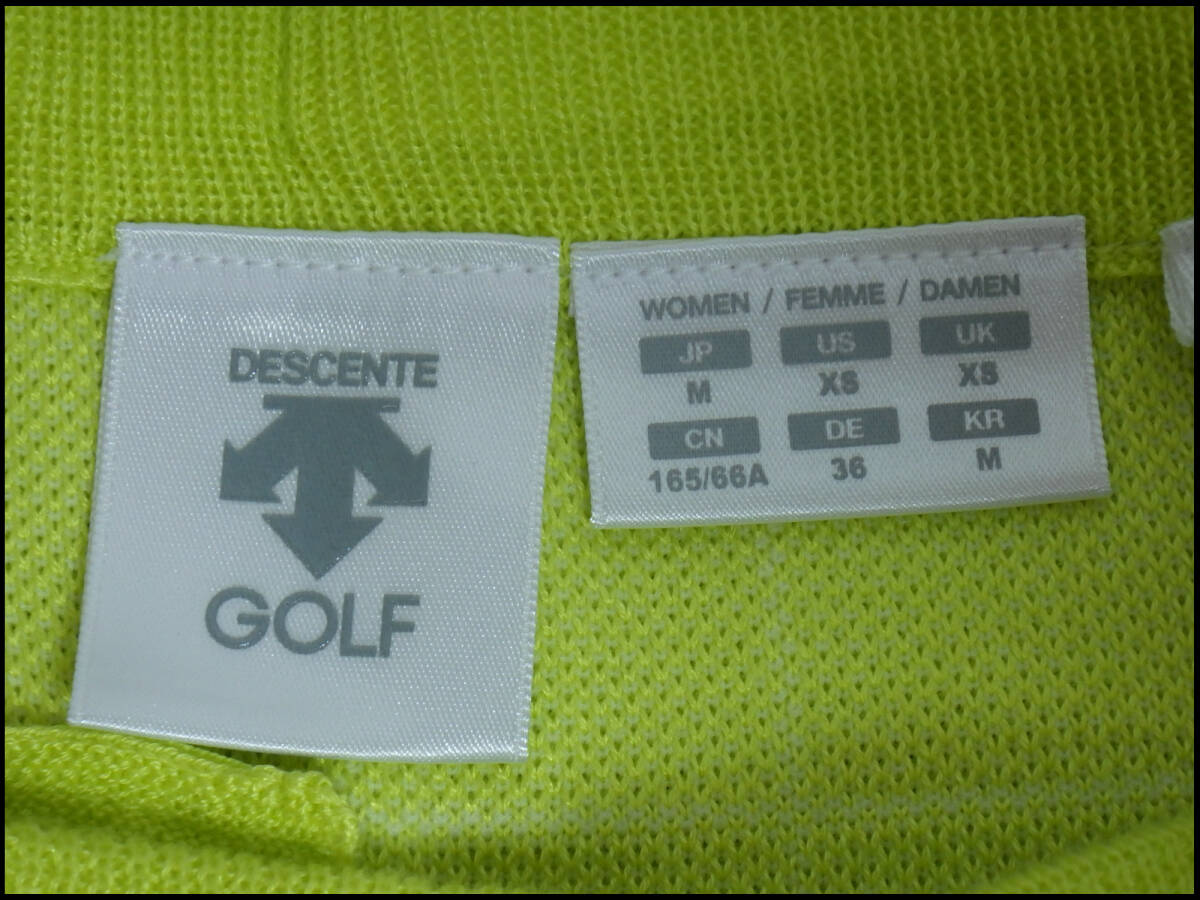 DESCENTE
GOLF
WOMEN / FEMME / DAMEN
JP US UK
M XS XS
CN DE KR
165/66A 36 M